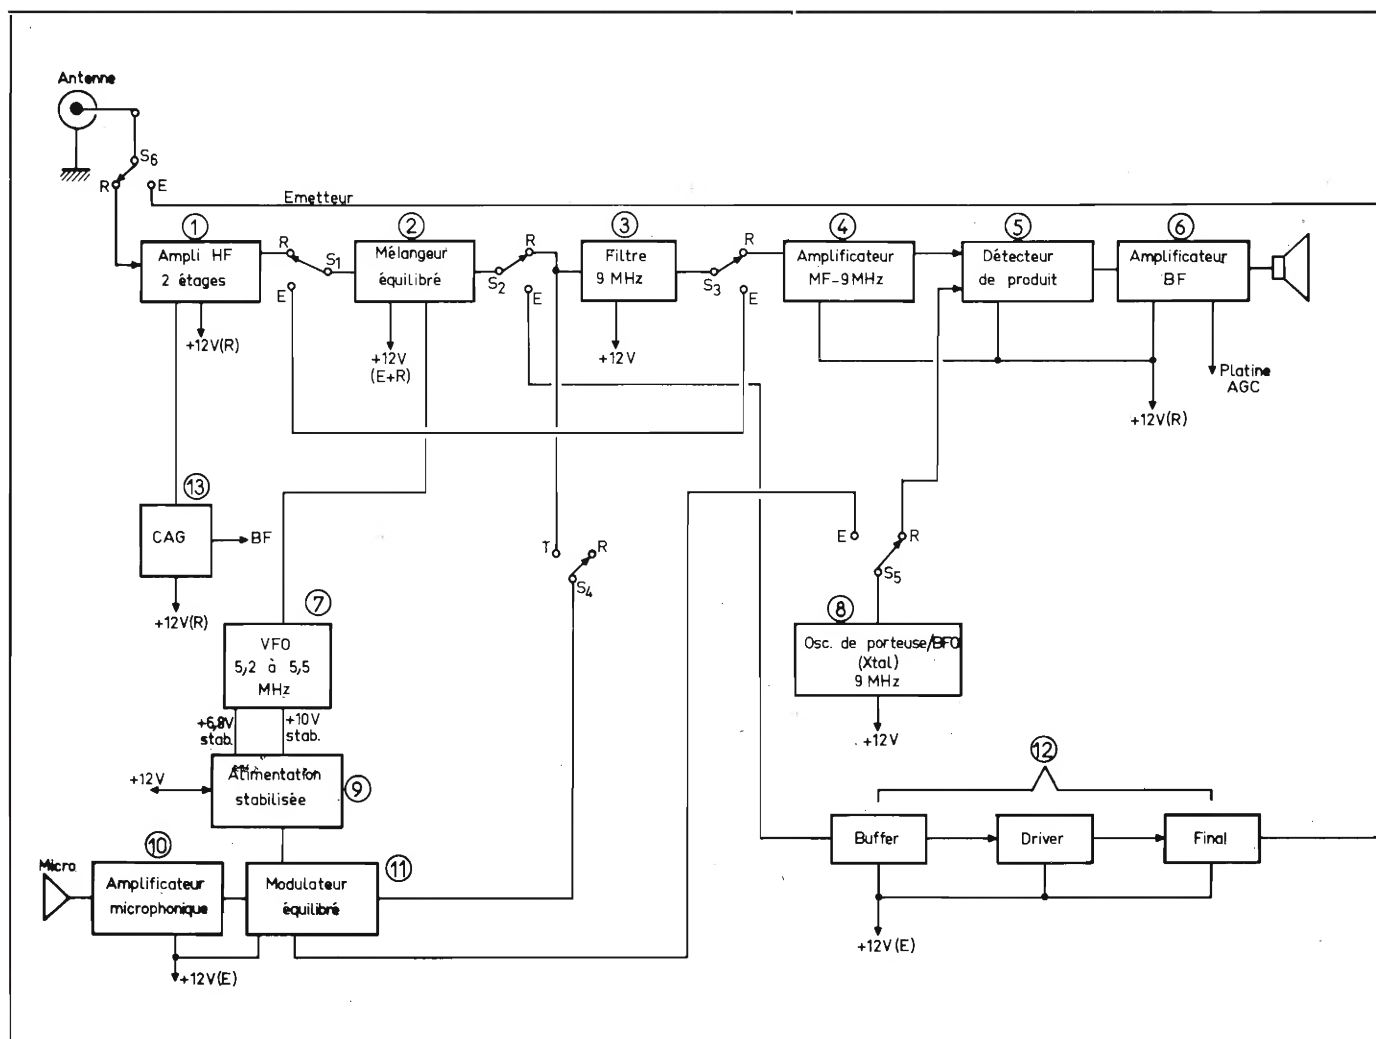 Antenne
S6
R
E
Emetteur
1
Ampli HF
2 étages
+12V(R)
R
S1
E
2
Mélangeur
équilibré
+12V
(E+R)
R
S2
E
3
Filtre
9 MHz
+12V
R
S3
E
4
Amplificateur
MF-9MHz
5
Détecteur
de produit
6
Amplificateur
BF
Platine
AGC
+12V(R)
13
CAG
BF
+12V(R)
T
R
S4
E
R
S5
7
VFO
5,2 à 5,5
MHz
+6,8V
stab.
+10V
stab.
8
Osc. de porteuse/BFO
(Xtal)
9 MHz
+12V
+12V
Alimentation
stabilisée
9
12
Buffer
Driver
Final
+12V(E)
Micro
10
Amplificateur
microphonique
11
Modulateur
équilibré
+12V(E)